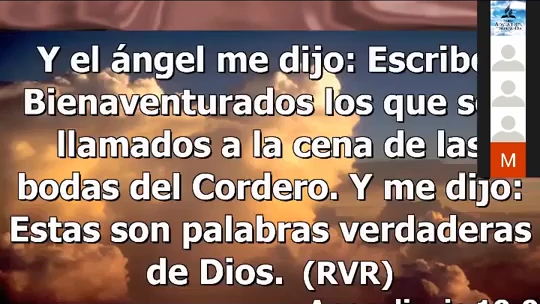 Y el ángel me dijo: Escribe
Bienaventurados los que
llamados a la cena de las
bodas del Cordero. Y me dijo:
Estas son palabras verdaderas
de Dios. (RVR)
M